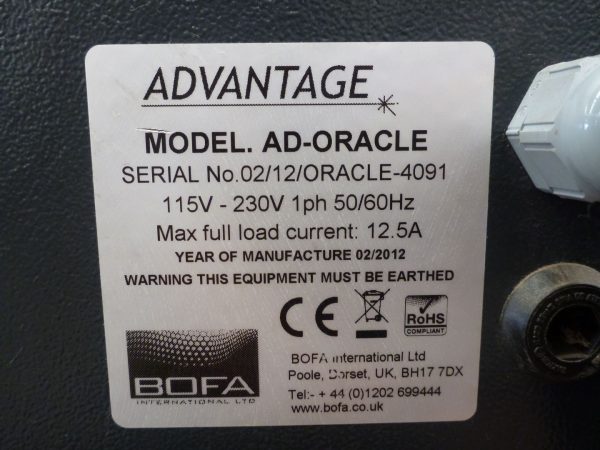 ADVANTAGE
MODEL. AD-ORACLE
SERIAL No.02/12/ORACLE-4091
115V - 230V 1ph 50/60Hz
Max full load current: 12.5A
YEAR OF MANUFACTURE 02/2012
WARNING THIS EQUIPMENT MUST BE EARTHED
CE
RoHS
COMPLIANT
BOFA
INTERNATIONAL LTD
BOFA International Ltd
Poole, Dorset, UK, BH17 7DX
Tel:- + 44 (0)1202 699444
www.bofa.co.uk